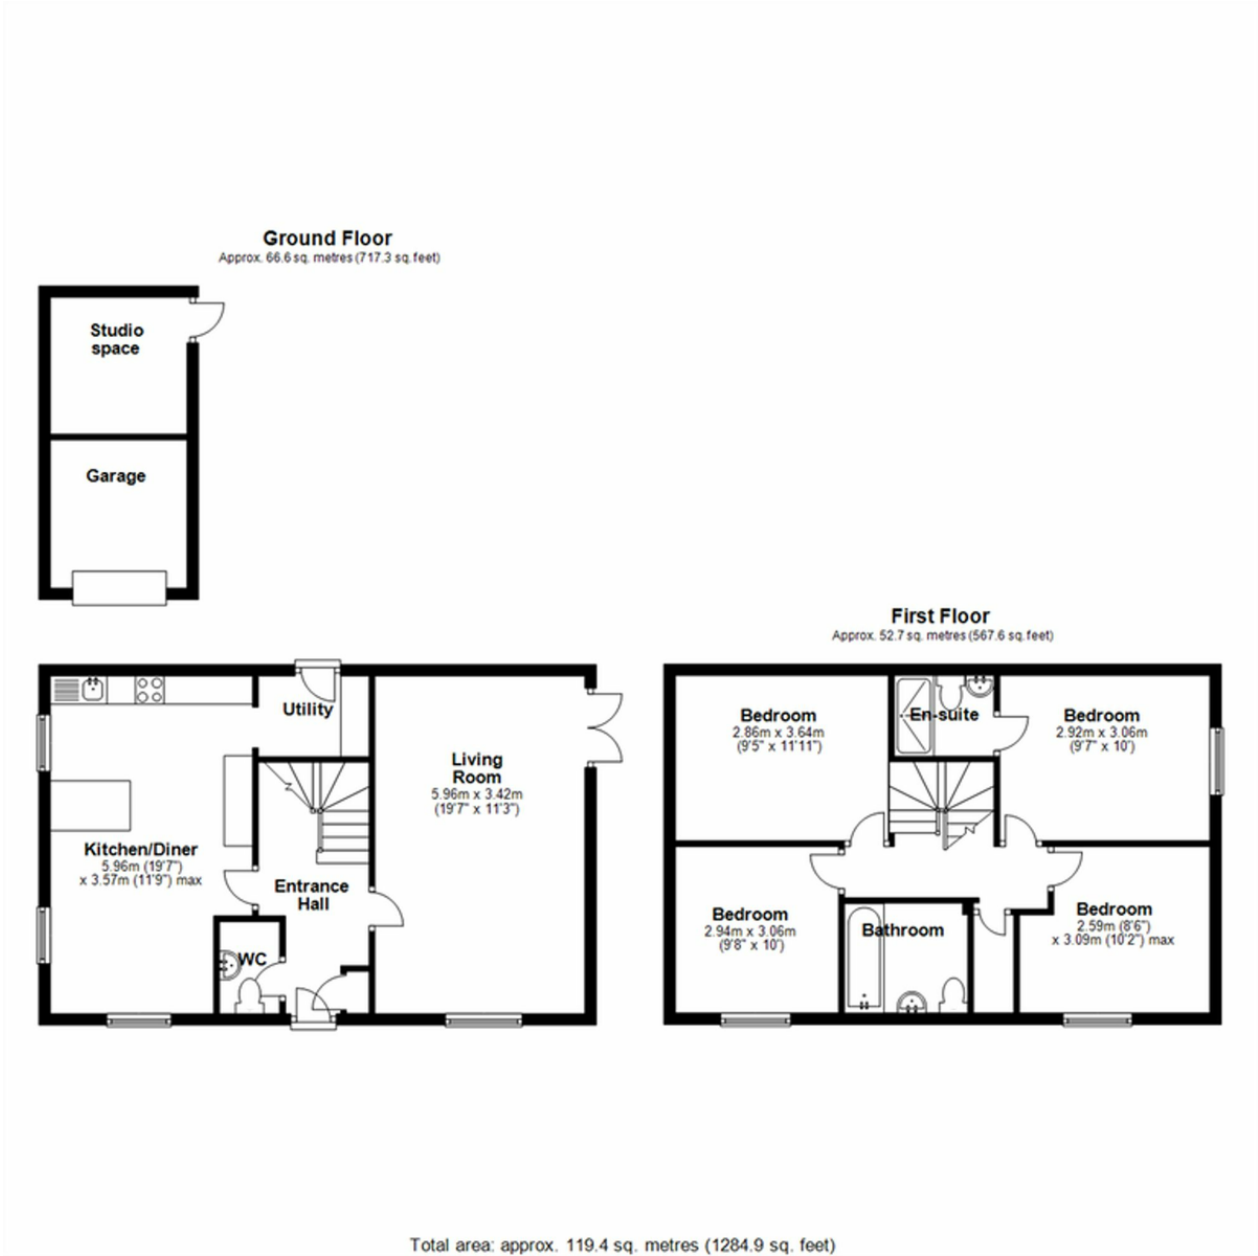 Ground Floor
Approx. 66.6 sq. metres (717.3 sq. feet)
Studio
space
Garage
Utility
Living
Room
5.96m x 3.42m
(19'7" x 11'3")
Kitchen/Diner
5.96m (19'7")
x 3.57m (11'9") max
Entrance
Hall
WC
First Floor
Approx. 52.7 sq. metres (567.6 sq. feet)
Bedroom
2.86m x 3.64m
(9'5" x 11'11")
En-suite
Bedroom
2.92m x 3.06m
(9'7" x 10')
Bedroom
2.94m x 3.06m
(9'8" x 10')
Bathroom
Bedroom
2.59m (8'6")
x 3.09m (10'2") max
Total area: approx. 119.4 sq. metres (1284.9 sq. feet)